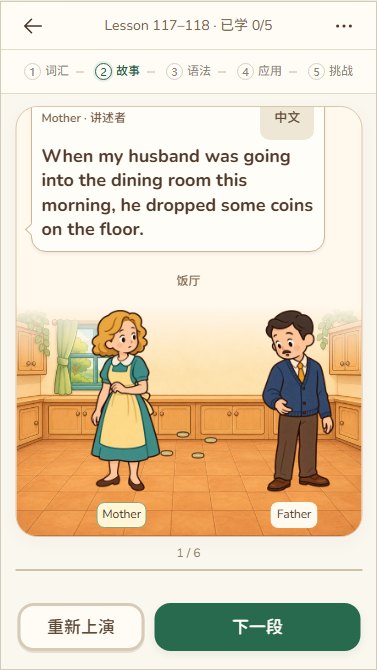 Lesson 117–118 · 已学 0/5
1 词汇 2 故事 3 语法 4 应用 5 挑战
Mother · 讲述者
中文
When my husband was going
into the dining room this
morning, he dropped some coins
on the floor.
饭厅
Mother
Father
1 / 6
重新上演
下一段